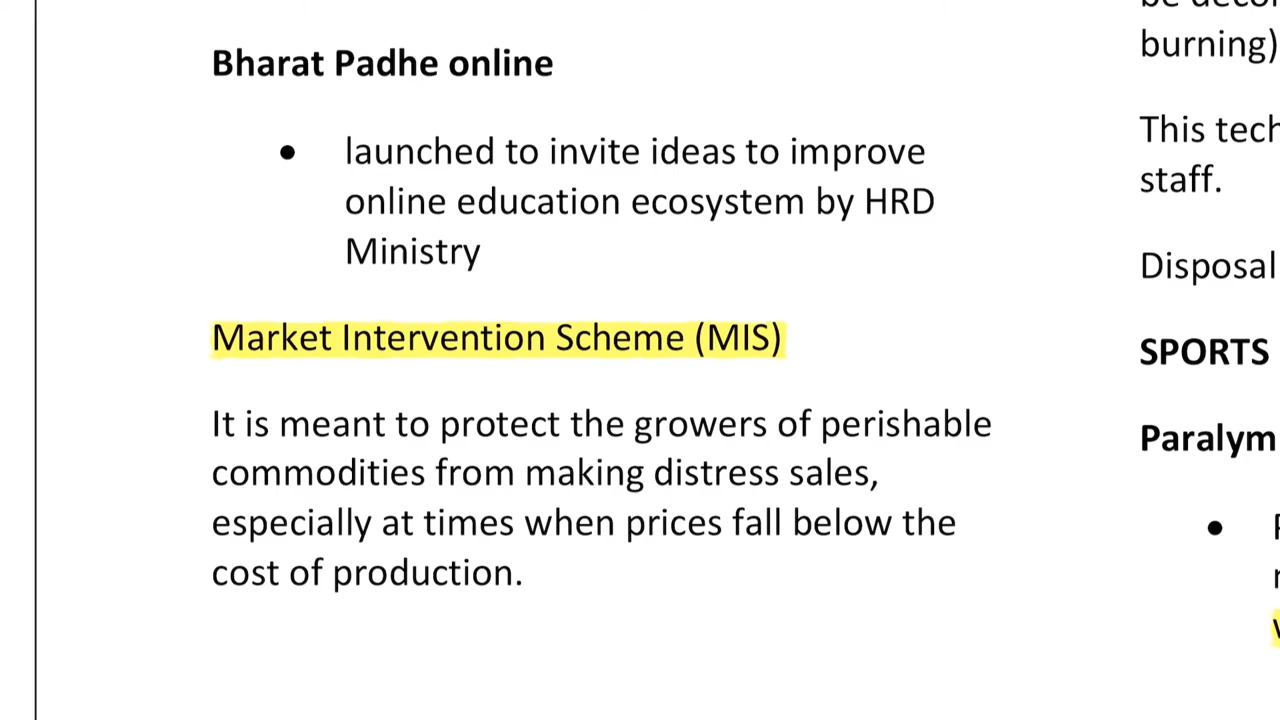 Bharat Padhe online
• launched to invite ideas to improve
online education ecosystem by HRD
Ministry
Market Intervention Scheme (MIS)
It is meant to protect the growers of perishable
commodities from making distress sales,
especially at times when prices fall below the
cost of production.
burning)
This tech
staff.
Disposal
SPORTS
Paralym
•